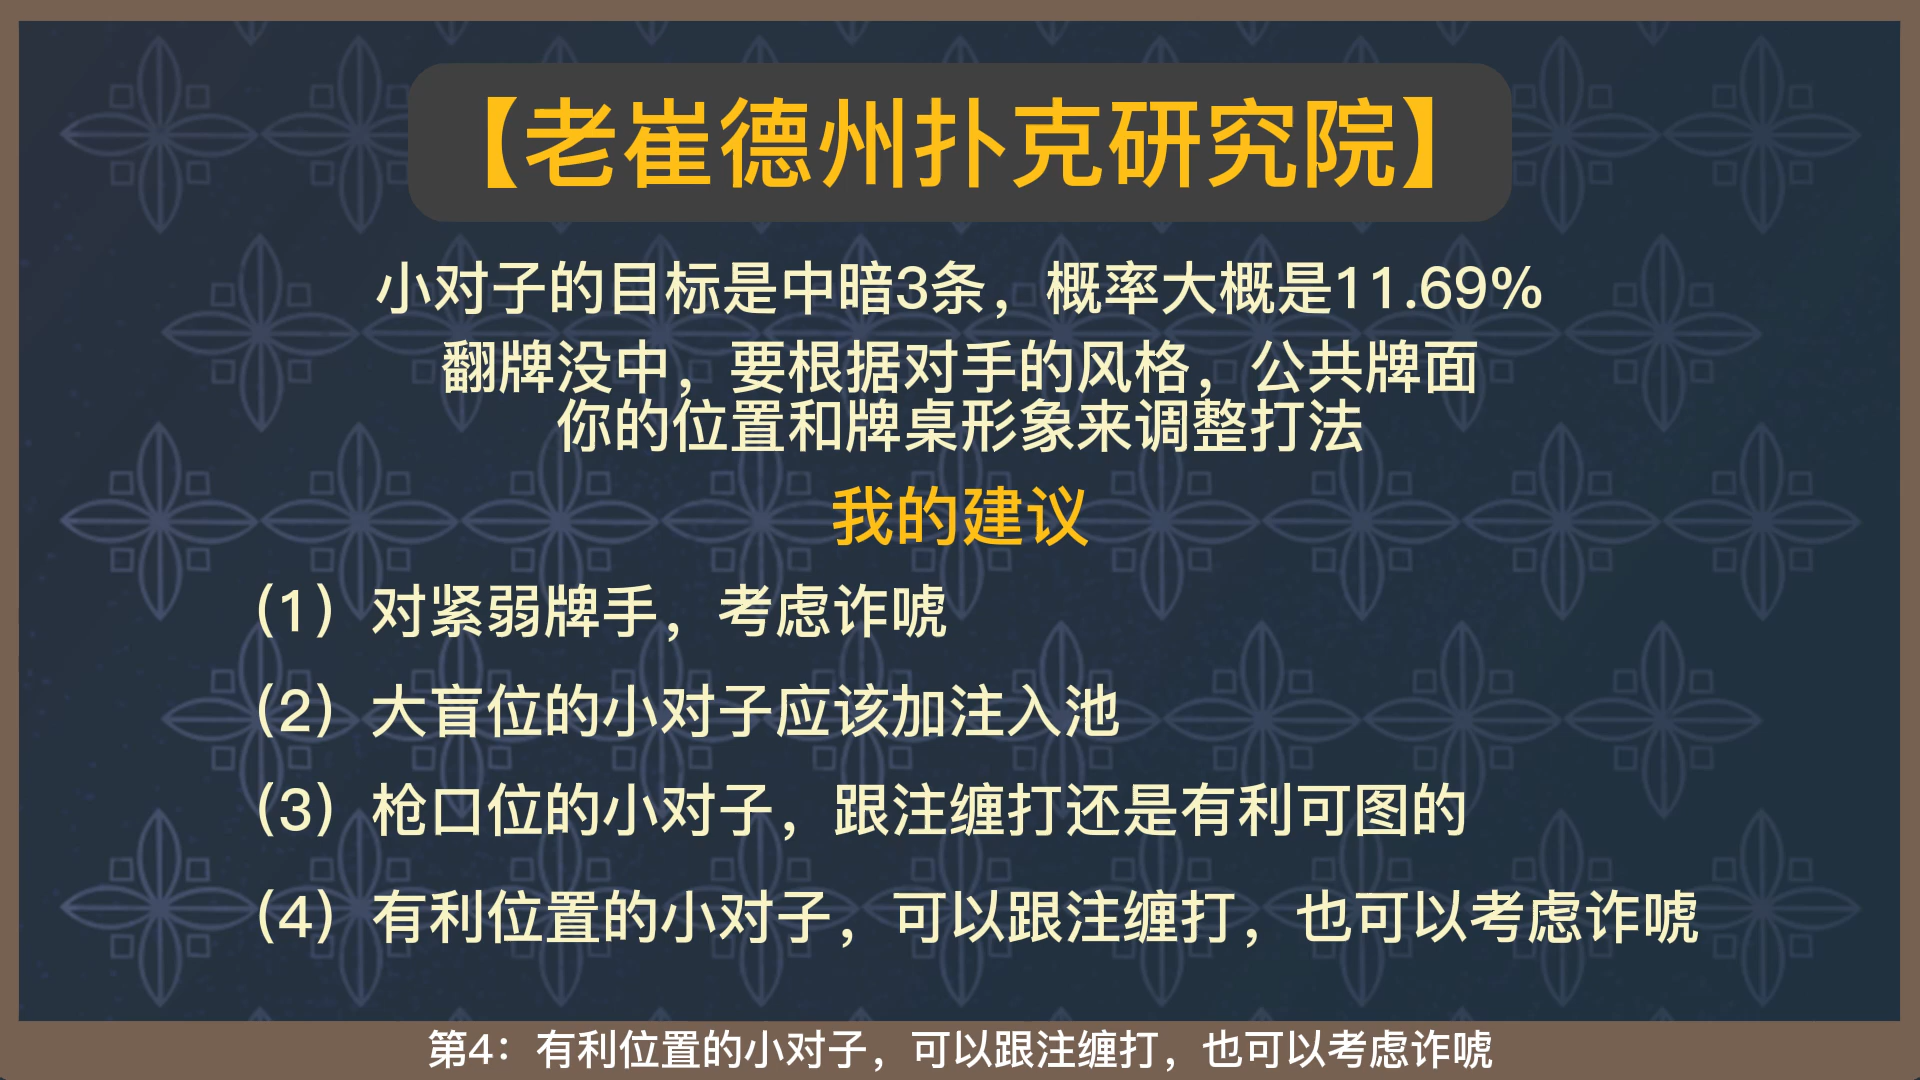 【老崔德州扑克研究院】
小对子的目标是中暗3条，概率大概是11.69%
翻牌没中，要根据对手的风格，公共牌面
你的位置和牌桌形象来调整打法
我的建议
（1）对紧弱牌手，考虑诈唬
（2）大盲位的小对子应该加注入池
（3）枪口位的小对子，跟注缠打还是有利可图的
（4）有利位置的小对子，可以跟注缠打，也可以考虑诈唬
第4：有利位置的小对子，可以跟注缠打，也可以考虑诈唬